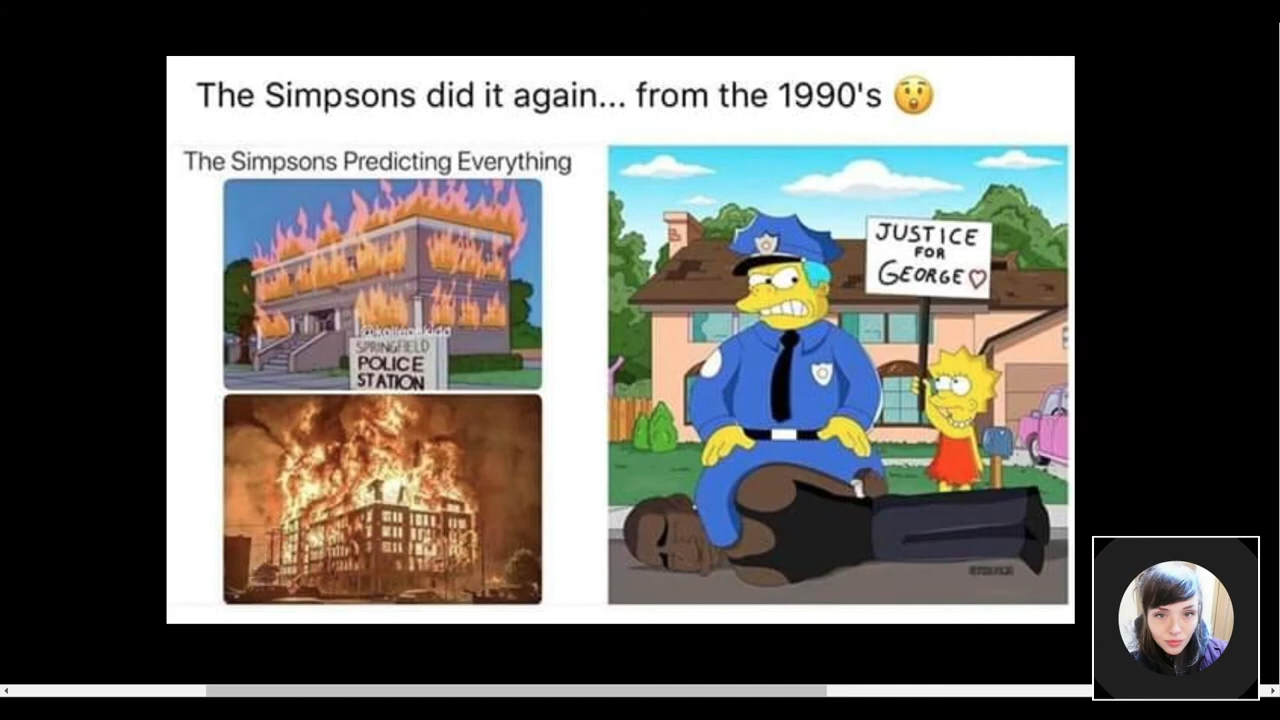 The Simpsons did it again... from the 1990's 😲
The Simpsons Predicting Everything
SPRINGFIELD
POLICE
STATION
JUSTICE
FOR
GEORGE♡